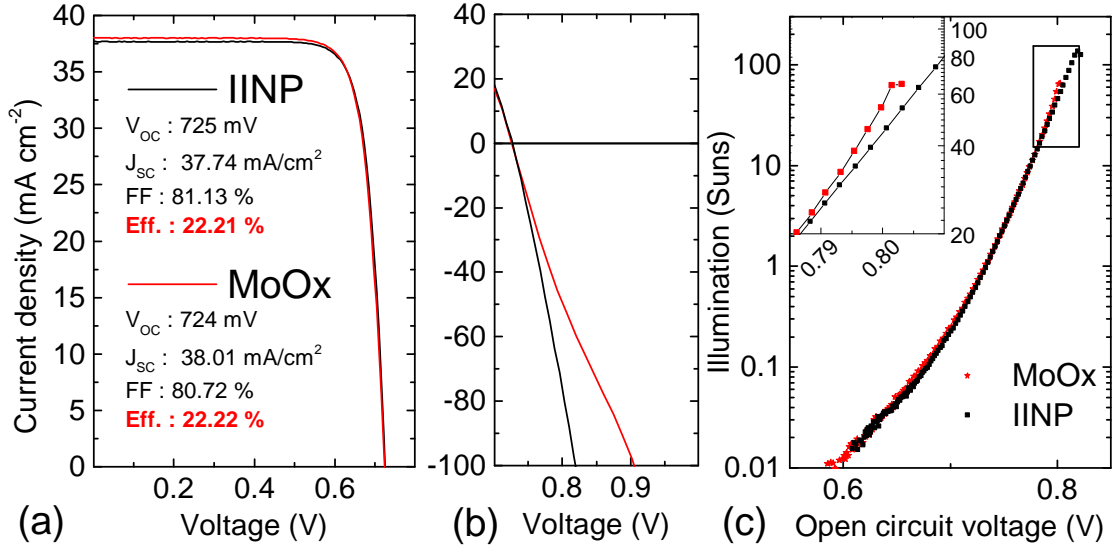 40
35
30
25
20
15
10
5
0
Current density (mA cm⁻²)
IINP
V_OC : 725 mV
J_SC : 37.74 mA/cm²
FF : 81.13 %
Eff. : 22.21 %
MoOx
V_OC : 724 mV
J_SC : 38.01 mA/cm²
FF : 80.72 %
Eff. : 22.22 %
0.2 0.4 0.6
Voltage (V)
(a)
40
20
0
-20
-40
-60
-80
-100
0.8 0.9
Voltage (V)
(b)
100
10
1
0.1
0.01
Illumination (Suns)
100
80
60
40
20
0.79 0.80
MoOx
IINP
0.6 0.7 0.8
Open circuit voltage (V)
(c)